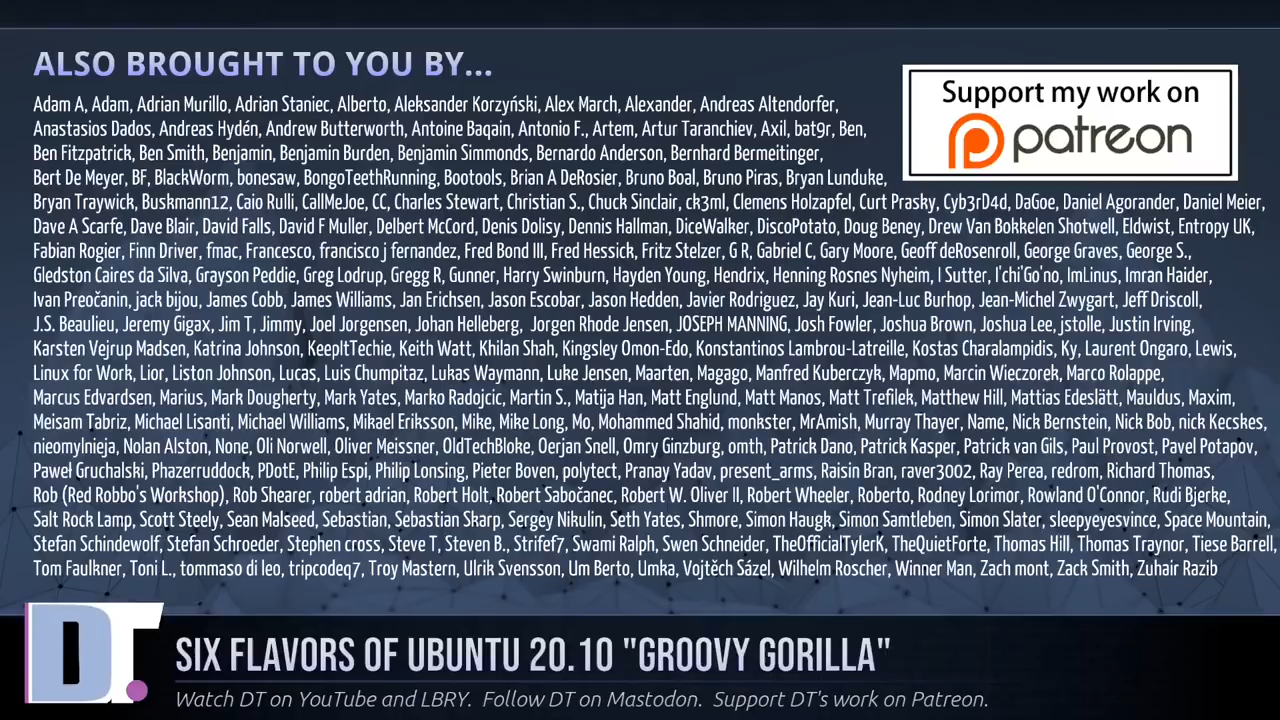 ALSO BROUGHT TO YOU BY...
Support my work on
patreon
Adam A, Adam, Adrian Murillo, Adrian Staniec, Alberto, Aleksander Korzyński, Alex March, Alexander, Andreas Altendorfer,
Anastasios Dados, Andreas Hydén, Andrew Butterworth, Antoine Baqain, Antonio F., Artem, Artur Taranchiev, Axil, bat9r, Ben,
Ben Fitzpatrick, Ben Smith, Benjamin, Benjamin Burden, Benjamin Simmonds, Bernardo Anderson, Bernhard Bermeitinger,
Bert De Meyer, BF, BlackWorm, bonesaw, BongoTeethRunning, Bootools, Brian A DeRosier, Bruno Boal, Bruno Piras, Bryan Lunduke,
Bryan Traywick, Buskmann12, Caio Rulli, CallMeJoe, CC, Charles Stewart, Christian S., Chuck Sinclair, ck3ml, Clemens Holzapfel, Curt Prasky, Cyb3rD4d, DaGoe, Daniel Agorander, Daniel Meier,
Dave A Scarfe, Dave Blair, David Falls, David F Muller, Delbert McCord, Denis Dolisy, Dennis Hallman, DiceWalker, DiscoPotato, Doug Beney, Drew Van Bokkelen Shotwell, Eldwist, Entropy UK,
Fabian Rogier, Finn Driver, fmac, Francesco, francisco j fernandez, Fred Bond III, Fred Hessick, Fritz Stelzer, G R, Gabriel C, Gary Moore, Geoff deRosenroll, George Graves, George S.,
Gledston Caires da Silva, Grayson Peddie, Greg Lodrup, Gregg R, Gunner, Harry Swinburn, Hayden Young, Hendrix, Henning Rosnes Nyheim, I Sutter, I'chi'Go'no, ImLinus, Imran Haider,
Ivan Preočanin, jack bijou, James Cobb, James Williams, Jan Erichsen, Jason Escobar, Jason Hedden, Javier Rodriguez, Jay Kuri, Jean-Luc Burhop, Jean-Michel Zwygart, Jeff Driscoll,
J.S. Beaulieu, Jeremy Gigax, Jim T, Jimmy, Joel Jorgensen, Johan Helleberg, Jorgen Rhode Jensen, JOSEPH MANNING, Josh Fowler, Joshua Brown, Joshua Lee, jstolle, Justin Irving,
Karsten Vejrup Madsen, Katrina Johnson, KeepItTechie, Keith Watt, Khilan Shah, Kingsley Omon-Edo, Konstantinos Lambrou-Latreille, Kostas Charalampidis, Ky, Laurent Ongaro, Lewis,
Linux for Work, Lior, Liston Johnson, Lucas, Luis Chumpitaz, Lukas Waymann, Luke Jensen, Maarten, Magago, Manfred Kuberczyk, Mapmo, Marcin Wieczorek, Marco Rolappe,
Marcus Edvardsen, Marius, Mark Dougherty, Mark Yates, Marko Radojcic, Martin S., Matija Han, Matt Englund, Matt Manos, Matt Trefilek, Matthew Hill, Mattias Edeslätt, Mauldus, Maxim,
Meisam Tabriz, Michael Lisanti, Michael Williams, Mikael Eriksson, Mike, Mike Long, Mo, Mohammed Shahid, monkster, MrAmish, Murray Thayer, Name, Nick Bernstein, Nick Bob, nick Kecskes,
nieomylnieja, Nolan Alston, None, Oli Norwell, Oliver Meissner, OldTechBloke, Oerjan Snell, Omry Ginzburg, omth, Patrick Dano, Patrick Kasper, Patrick van Gils, Paul Provost, Pavel Potapov,
Paweł Gruchalski, Phazerruddock, PDotE, Philip Espi, Philip Lonsing, Pieter Boven, polytect, Pranay Yadav, present_arms, Raisin Bran, raver3002, Ray Perea, redrom, Richard Thomas,
Rob (Red Robbo's Workshop), Rob Shearer, robert adrian, Robert Holt, Robert Sabočanec, Robert W. Oliver II, Robert Wheeler, Roberto, Rodney Lorimor, Rowland O'Connor, Rudi Bjerke,
Salt Rock Lamp, Scott Steely, Sean Malseed, Sebastian, Sebastian Skarp, Sergey Nikulin, Seth Yates, Shmore, Simon Haugk, Simon Samtleben, Simon Slater, sleepyeyesvince, Space Mountain,
Stefan Schindewolf, Stefan Schroeder, Stephen cross, Steve T, Steven B., Strifef7, Swami Ralph, Swen Schneider, TheOfficialTylerK, TheQuietForte, Thomas Hill, Thomas Traynor, Tiese Barrell,
Tom Faulkner, Toni L., tommaso di leo, tripcodeq7, Troy Mastern, Ulrik Svensson, Um Berto, Umka, Vojtěch Sázel, Wilhelm Roscher, Winner Man, Zach mont, Zack Smith, Zuhair Razib
DT.
SIX FLAVORS OF UBUNTU 20.10 "GROOVY GORILLA"
Watch DT on YouTube and LBRY. Follow DT on Mastodon. Support DT's work on Patreon.